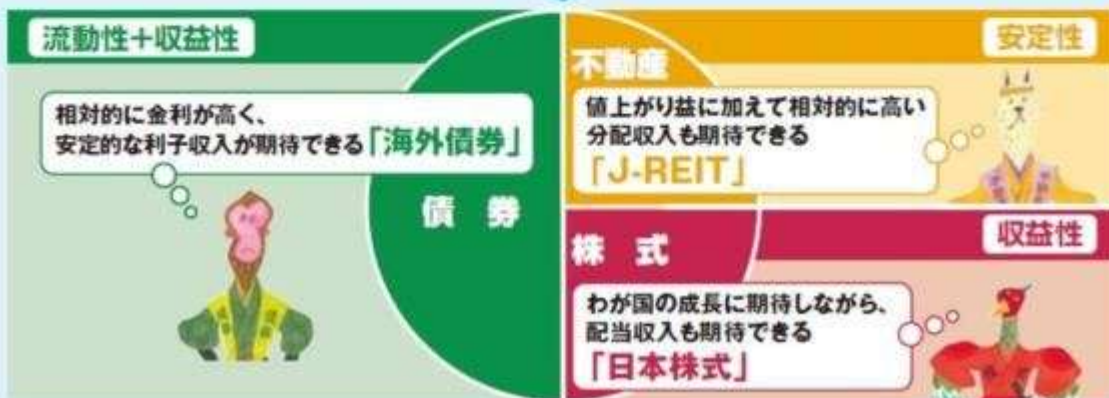 流動性+収益性
相対的に金利が高く、
安定的な利子収入が期待できる「海外債券」
債 券
不動産
安定性
値上がり益に加えて相対的に高い
分配収入も期待できる
「J-REIT」
株 式
収益性
わが国の成長に期待しながら、
配当収入も期待できる
「日本株式」